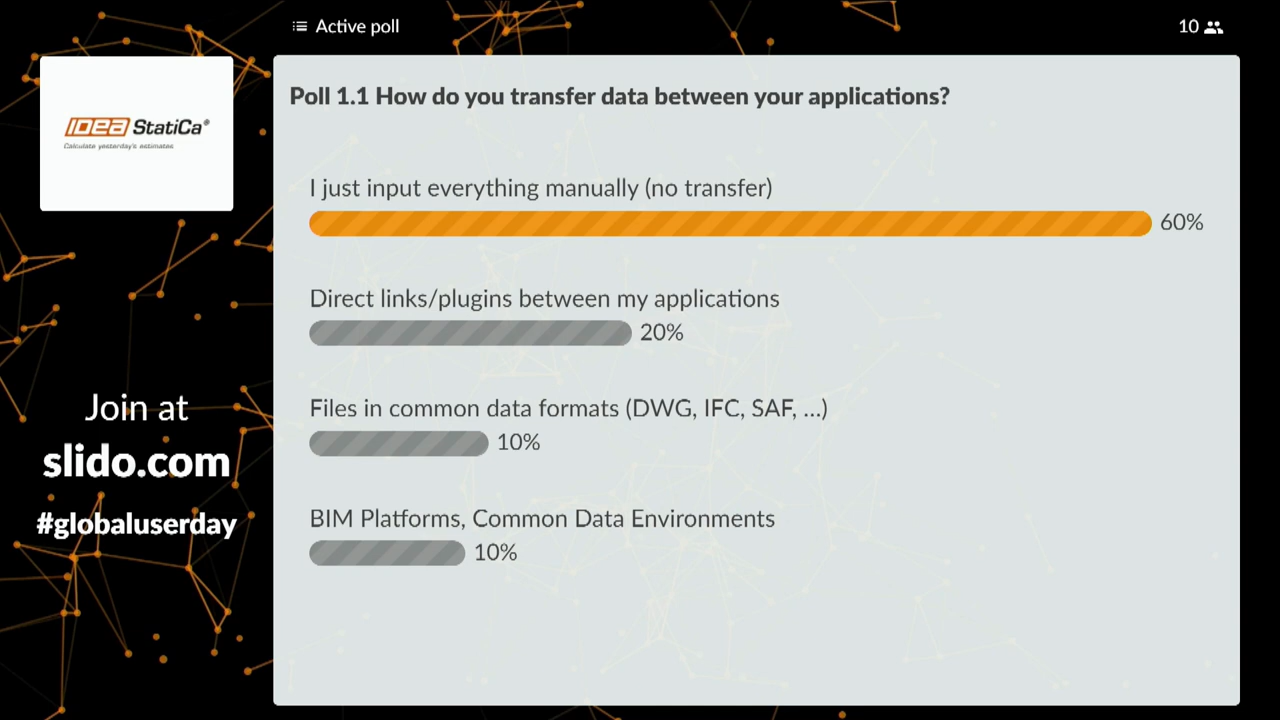 Active poll
10
IDEA StatiCa®
Calculate yesterday's estimates
Poll 1.1 How do you transfer data between your applications?
I just input everything manually (no transfer)
60%
Direct links/plugins between my applications
20%
Files in common data formats (DWG, IFC, SAF, ...)
10%
BIM Platforms, Common Data Environments
10%
Join at
slido.com
#globaluserday